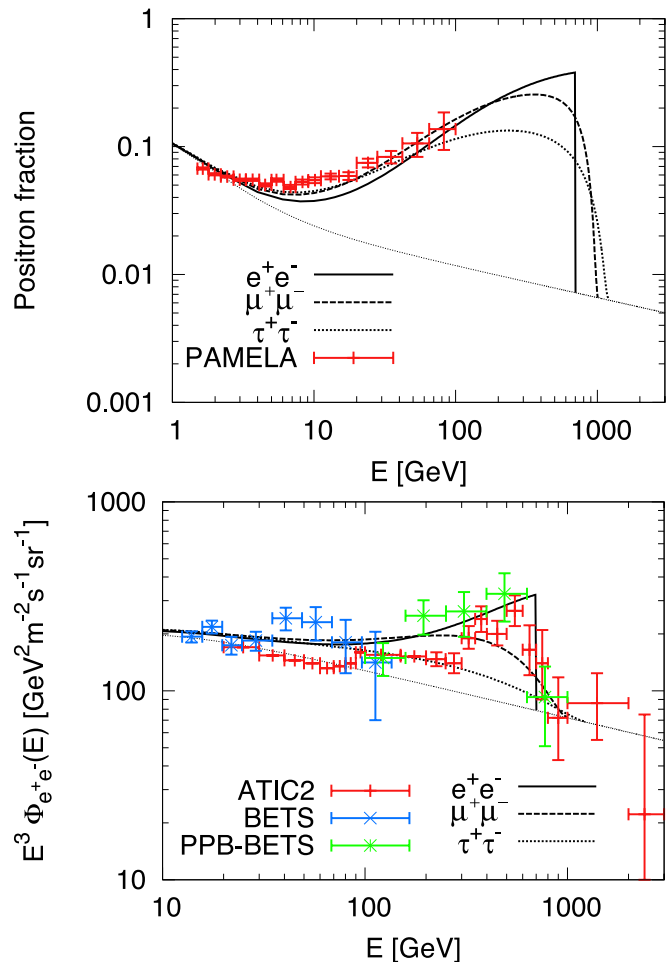 Positron fraction
1
0.1
0.01
0.001
e⁺e⁻
μ⁺μ⁻
τ⁺τ⁻
PAMELA
1
10
100
1000
E [GeV]
E³ Φe⁺e⁻(E) [GeV²m⁻²s⁻¹sr⁻¹]
1000
100
10
ATIC2
BETS
PPB-BETS
e⁺e⁻
μ⁺μ⁻
τ⁺τ⁻
10
100
1000
E [GeV]